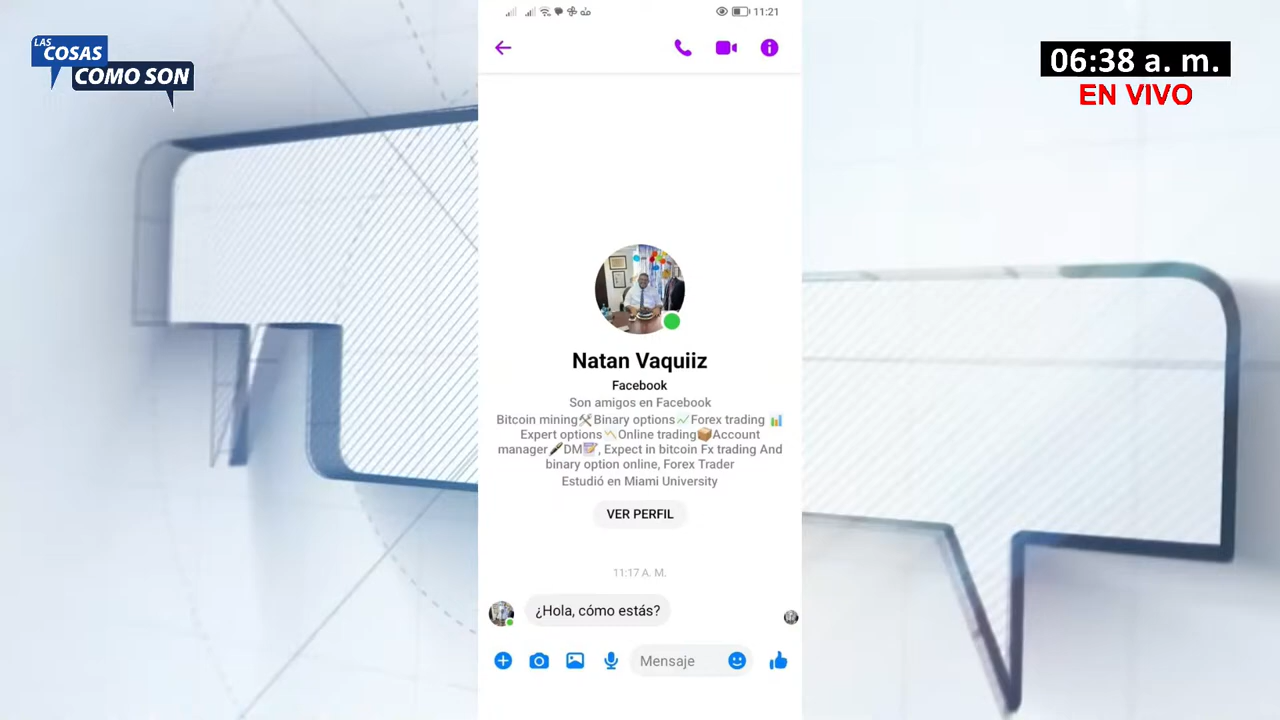 LAS
COSAS
COMO SON
11:21
06:38 a. m.
EN VIVO
Natan Vaquiiz
Facebook
Son amigos en Facebook
Bitcoin mining🛠Binary options📈Forex trading 📊
Expert options📉Online trading📦Account
manager🖋DM📝, Expect in bitcoin Fx trading And
binary option online, Forex Trader
Estudió en Miami University
VER PERFIL
11:17 A. M.
¿Hola, cómo estás?
Mensaje